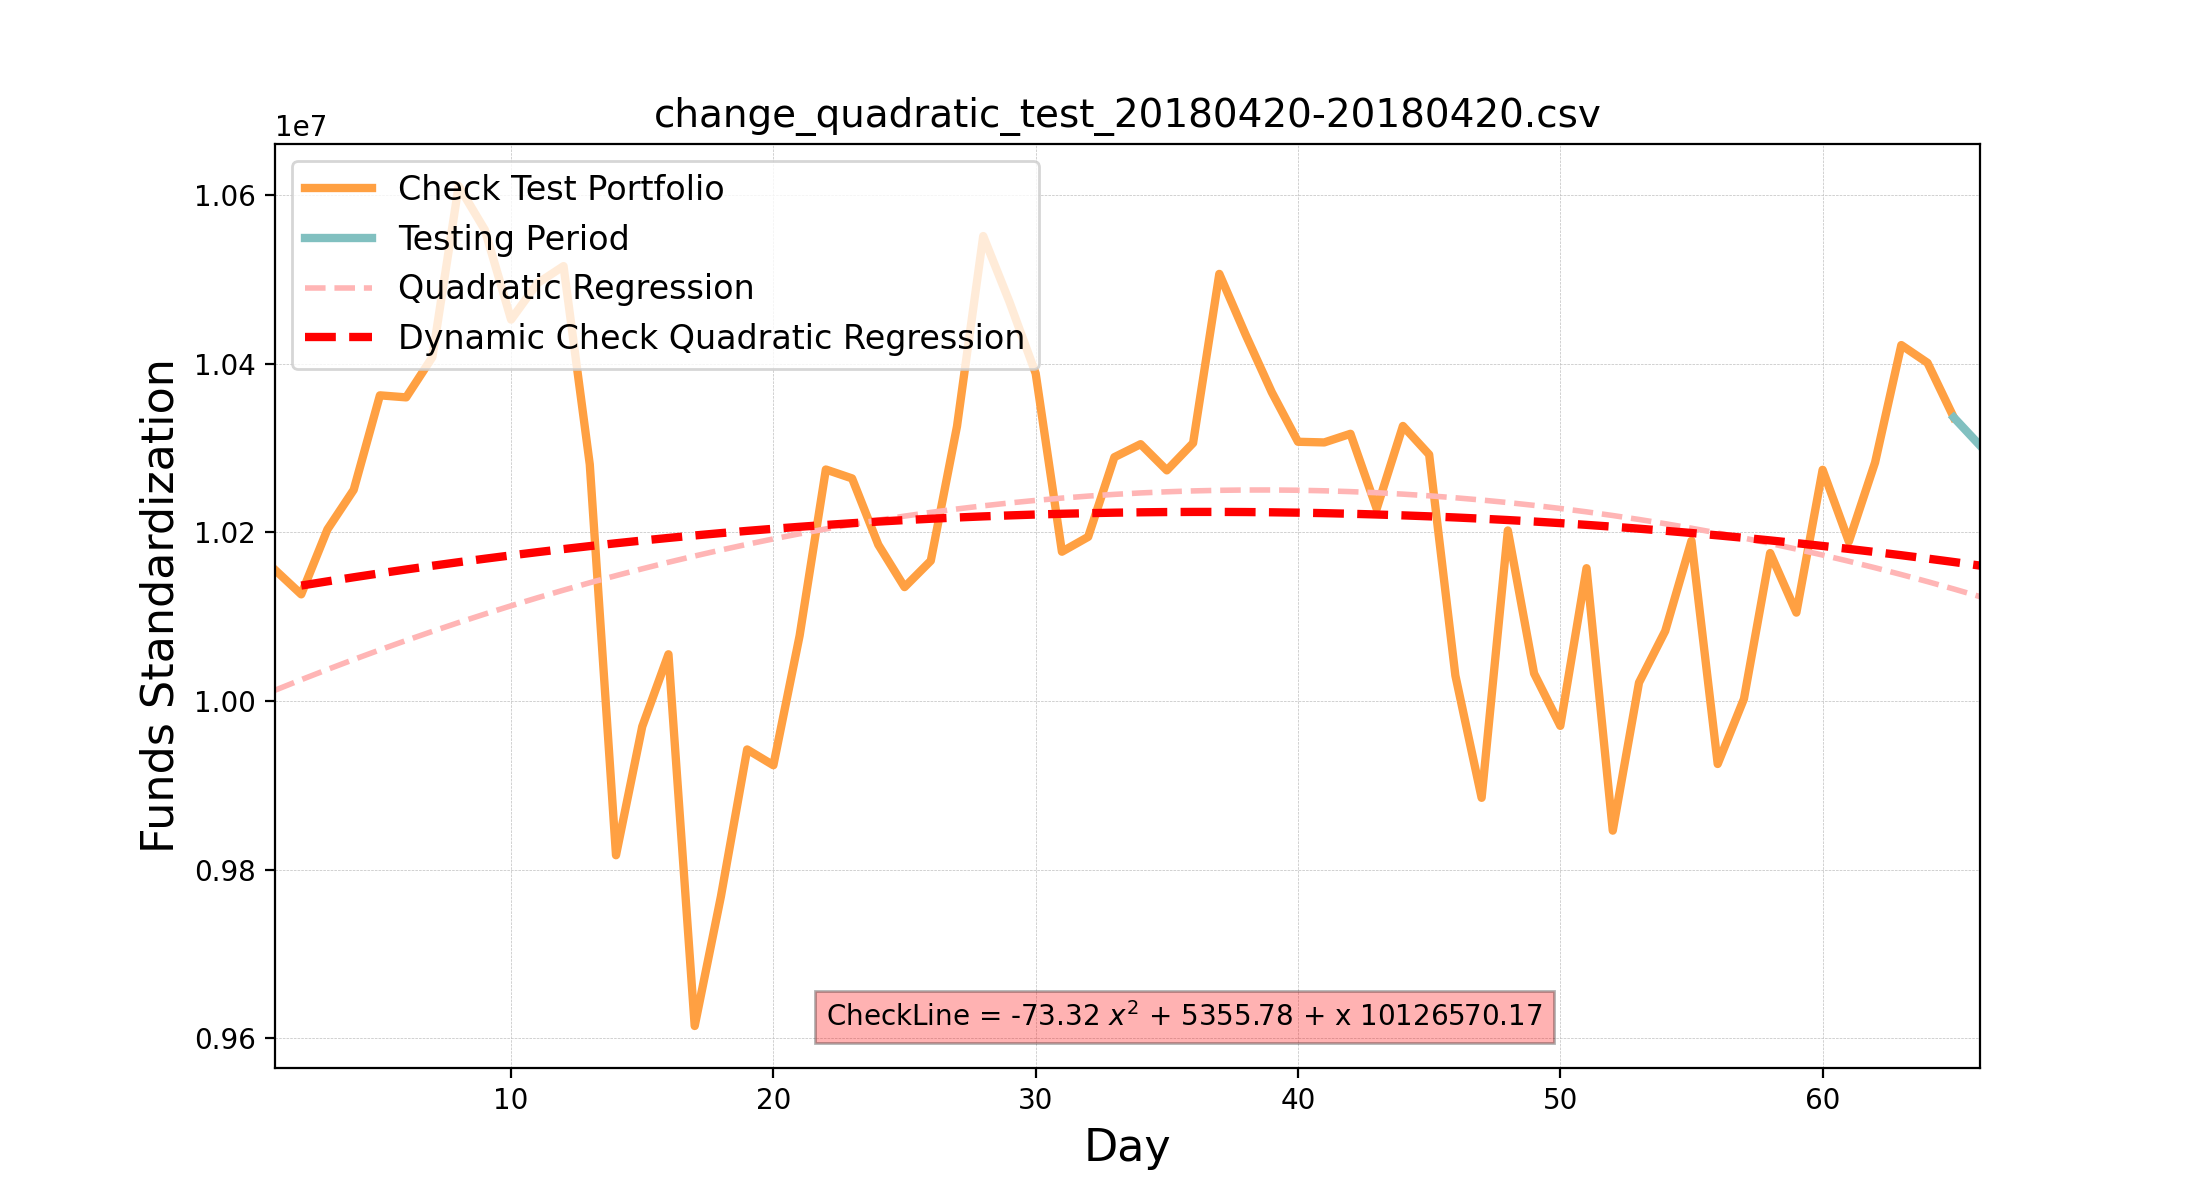 change_quadratic_test_20180420-20180420.csv
1e7
Check Test Portfolio
Testing Period
Quadratic Regression
Dynamic Check Quadratic Regression
1.06
1.04
1.02
1.00
0.98
0.96
Funds Standardization
CheckLine = -73.32 x² + 5355.78 + x 10126570.17
10 20 30 40 50 60
Day